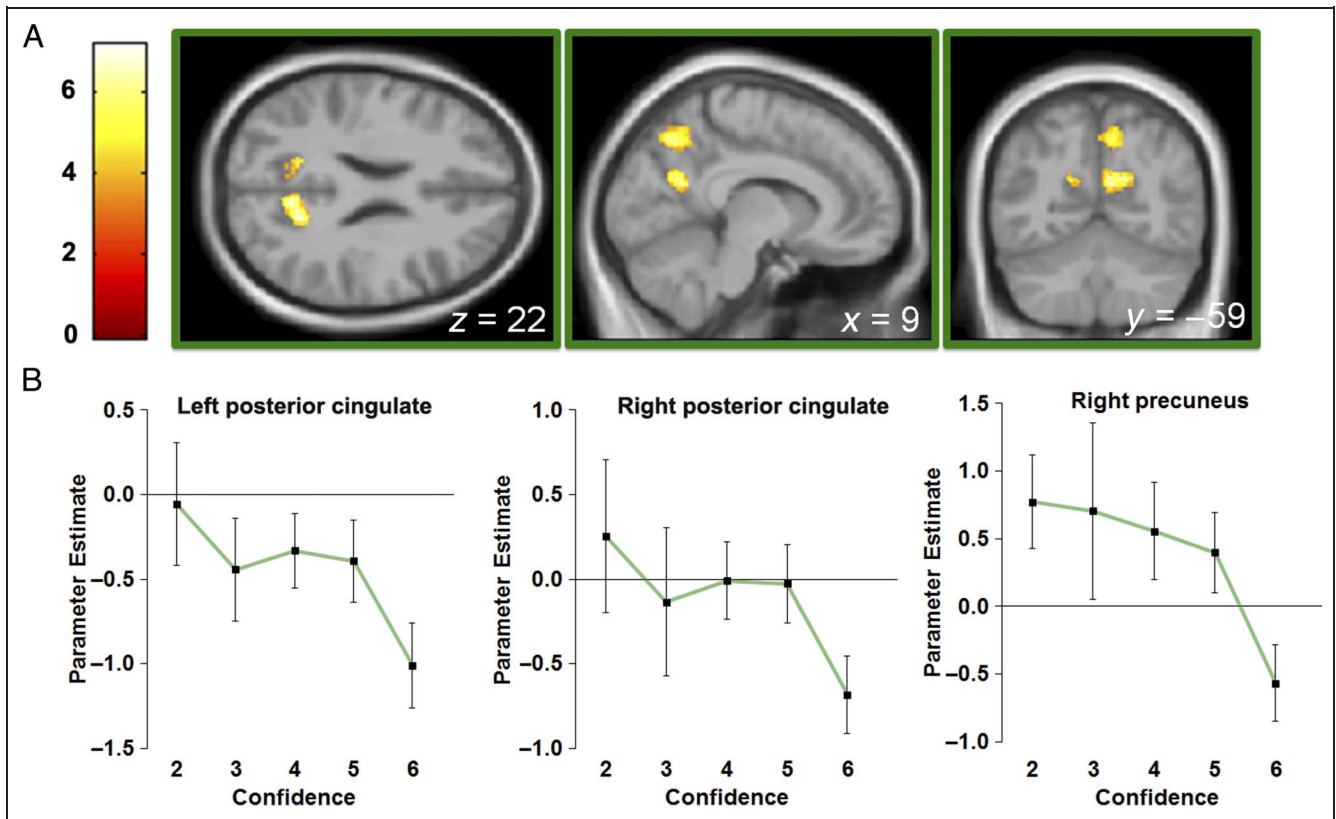 A
6
4
2
0
z = 22
x = 9
y = −59
B
Left posterior cingulate
Parameter Estimate
0.5
0.0
−0.5
−1.0
−1.5
2 3 4 5 6
Confidence
Right posterior cingulate
Parameter Estimate
1.0
0.5
0.0
−0.5
−1.0
2 3 4 5 6
Confidence
Right precuneus
Parameter Estimate
1.5
1.0
0.5
0.0
−0.5
−1.0
2 3 4 5 6
Confidence